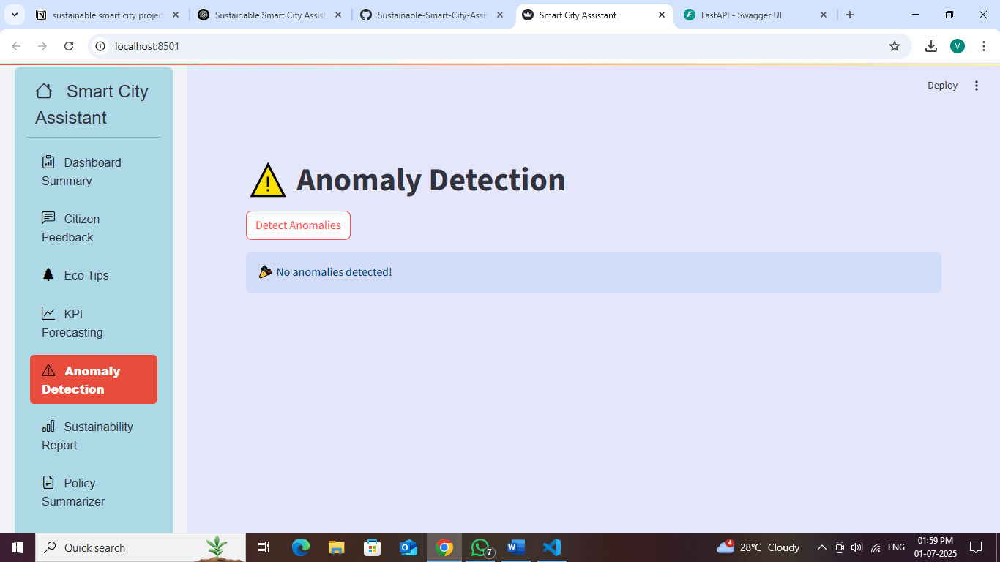 sustainable smart city projec
Sustainable Smart City Assist
Sustainable-Smart-City-Assis
Smart City Assistant
FastAPI - Swagger UI
localhost:8501
V
Smart City
Assistant
Dashboard
Summary
Citizen
Feedback
Eco Tips
KPI
Forecasting
Anomaly
Detection
Sustainability
Report
Policy
Summarizer
Deploy
Anomaly Detection
Detect Anomalies
No anomalies detected!
Quick search
7
4
28°C Cloudy
ENG
01:59 PM
01-07-2025